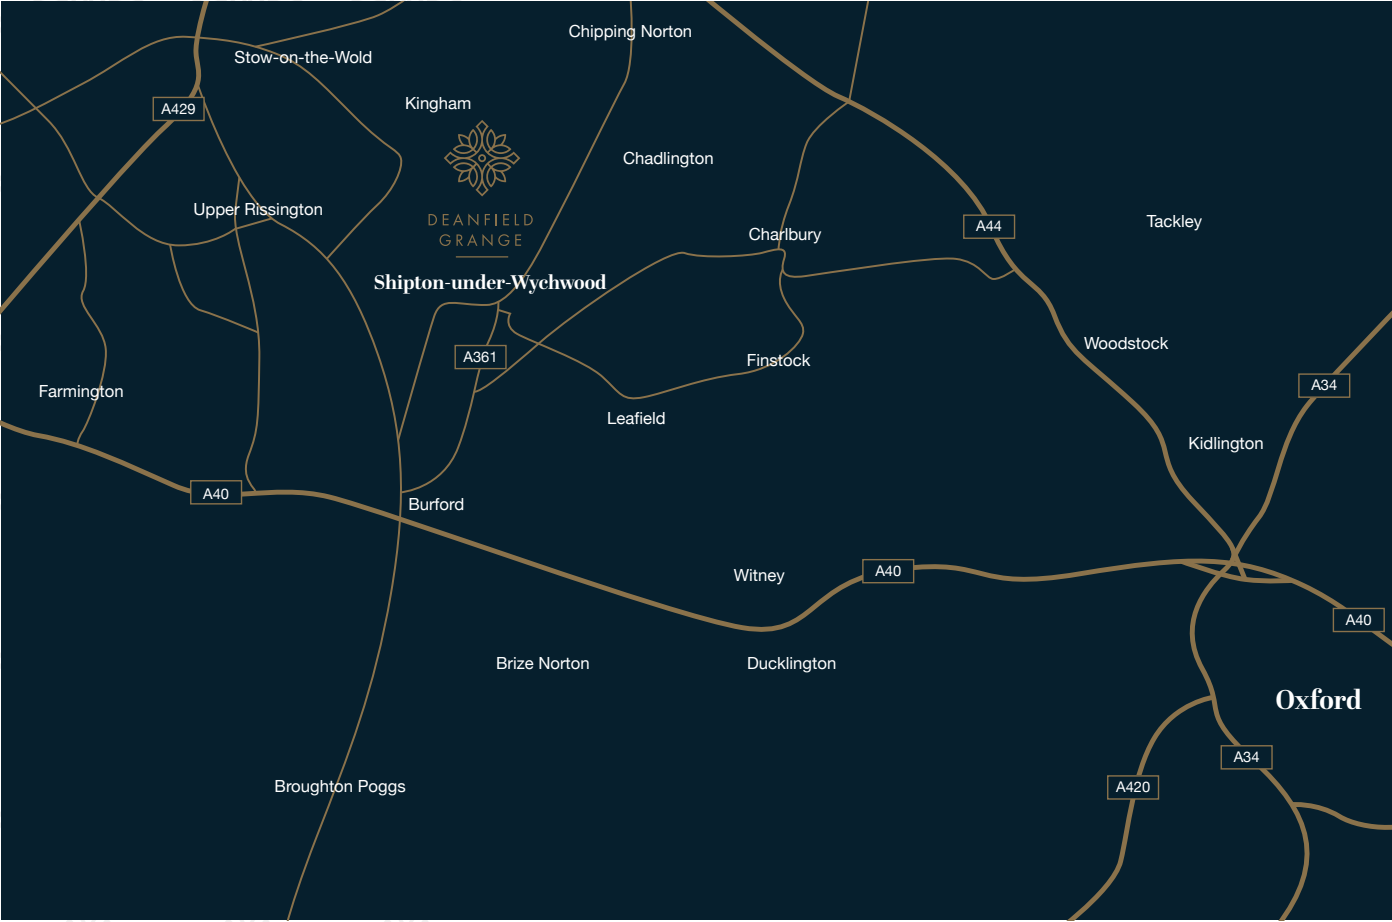 Chipping Norton
Stow-on-the-Wold
Kingham
A429
Chadlington
Upper Rissington
DEANFIELD
GRANGE
Tackley
A44
Charlbury
Shipton-under-Wychwood
Woodstock
A361
Finstock
A34
Farmington
Leafield
Kidlington
A40
Burford
Witney
A40
A40
Brize Norton
Ducklington
Oxford
A34
Broughton Poggs
A420